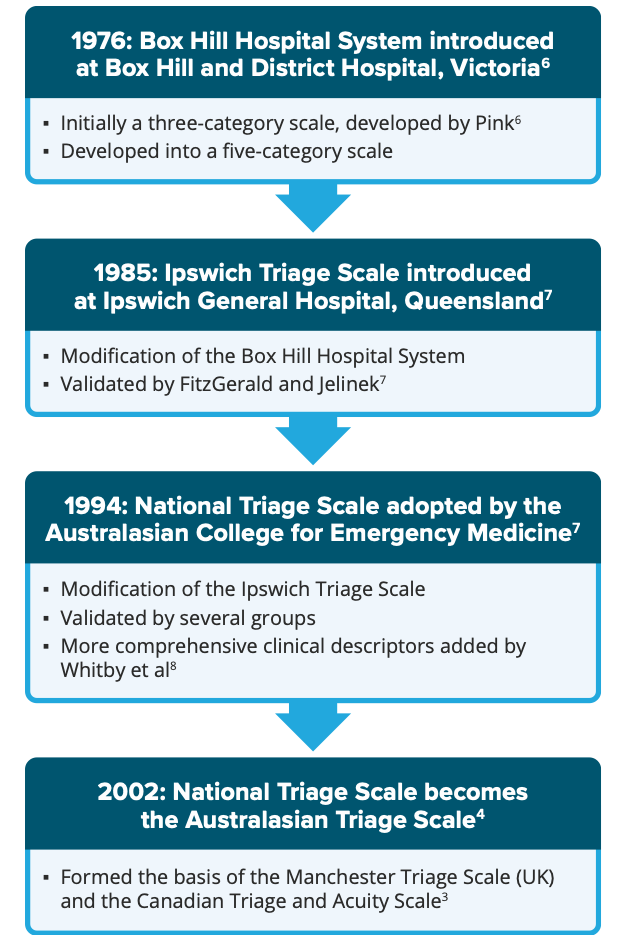 1976: Box Hill Hospital System introduced
at Box Hill and District Hospital, Victoria⁶
▪ Initially a three-category scale, developed by Pink⁶
▪ Developed into a five-category scale
1985: Ipswich Triage Scale introduced
at Ipswich General Hospital, Queensland⁷
▪ Modification of the Box Hill Hospital System
▪ Validated by FitzGerald and Jelinek⁷
1994: National Triage Scale adopted by the
Australasian College for Emergency Medicine⁷
▪ Modification of the Ipswich Triage Scale
▪ Validated by several groups
▪ More comprehensive clinical descriptors added by
Whitby et al⁸
2002: National Triage Scale becomes
the Australasian Triage Scale⁴
▪ Formed the basis of the Manchester Triage Scale (UK)
and the Canadian Triage and Acuity Scale³